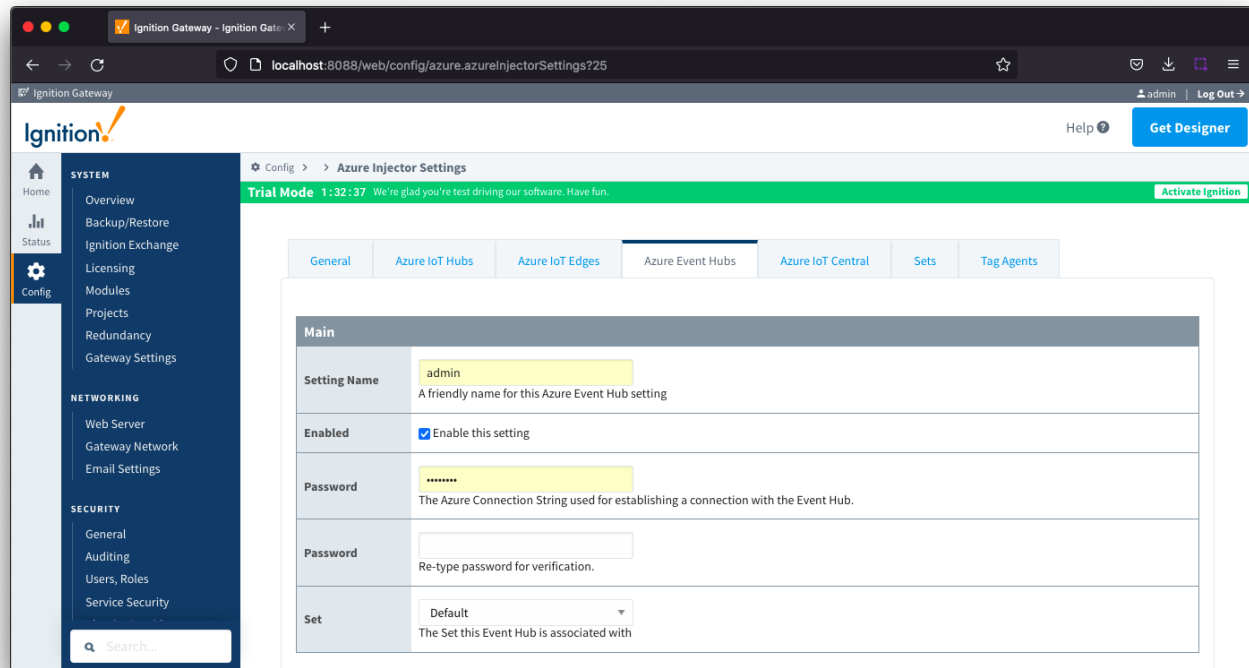 Ignition Gateway - Ignition Gate
localhost:8088/web/config/azure.azureInjectorSettings?25
Ignition Gateway
admin | Log Out
Ignition!
Help
Get Designer
Home
Status
Config
SYSTEM
Overview
Backup/Restore
Ignition Exchange
Licensing
Modules
Projects
Redundancy
Gateway Settings
NETWORKING
Web Server
Gateway Network
Email Settings
SECURITY
General
Auditing
Users, Roles
Service Security
Search...
Config > > Azure Injector Settings
Trial Mode 1:32:37 We're glad you're test driving our software. Have fun.
Activate Ignition
General
Azure IoT Hubs
Azure IoT Edges
Azure Event Hubs
Azure IoT Central
Sets
Tag Agents
Main
Setting Name
admin
A friendly name for this Azure Event Hub setting
Enabled
Enable this setting
Password
••••••••
The Azure Connection String used for establishing a connection with the Event Hub.
Password
Re-type password for verification.
Set
Default
The Set this Event Hub is associated with